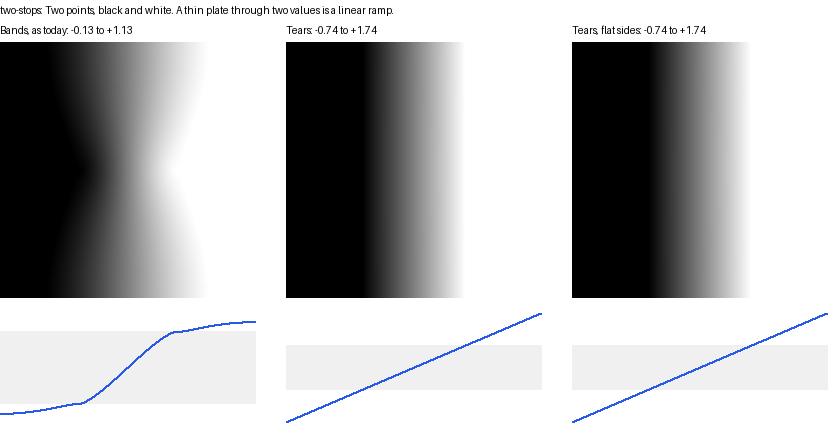 two-stops: Two points, black and white. A thin plate through two values is a linear ramp.
Bands, as today: -0.13 to +1.13
Tears: -0.74 to +1.74
Tears, flat sides: -0.74 to +1.74